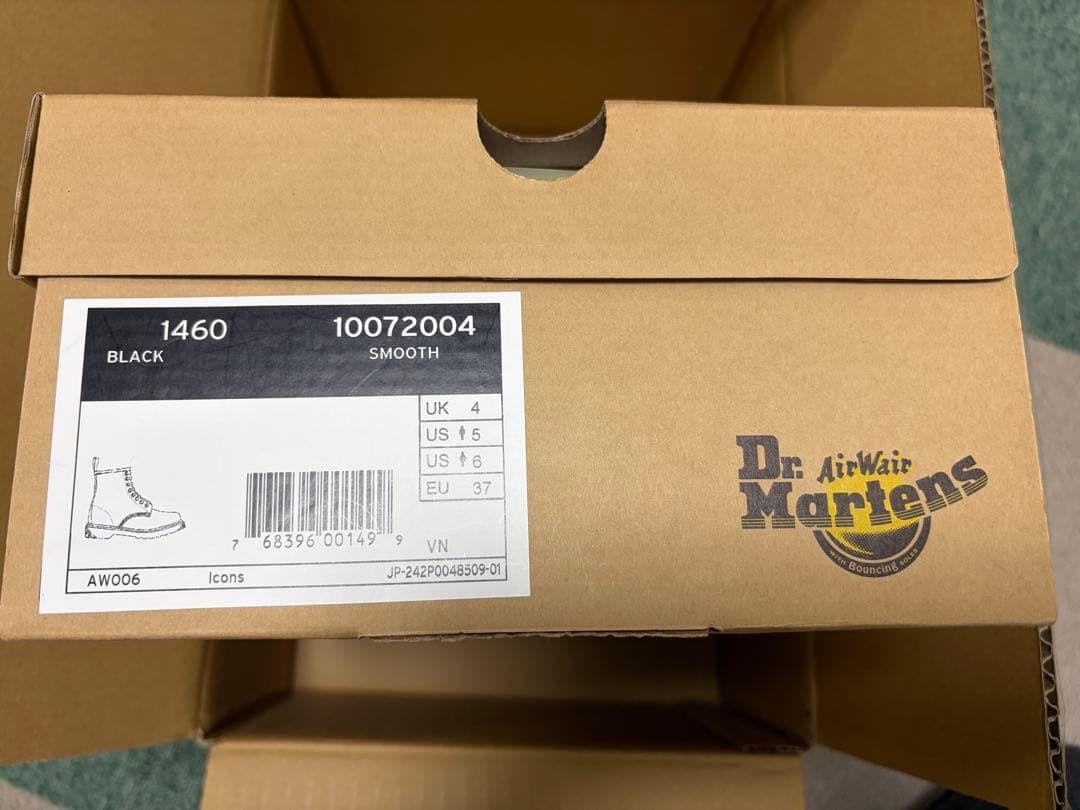 1460 10072004
BLACK SMOOTH
UK 4
US 5
US 6
EU 37
7 68396 00149 9
VN
AW006 Icons JP-242P0048509-01
Dr. AirWair
Martens
WITH Bouncing SOLES